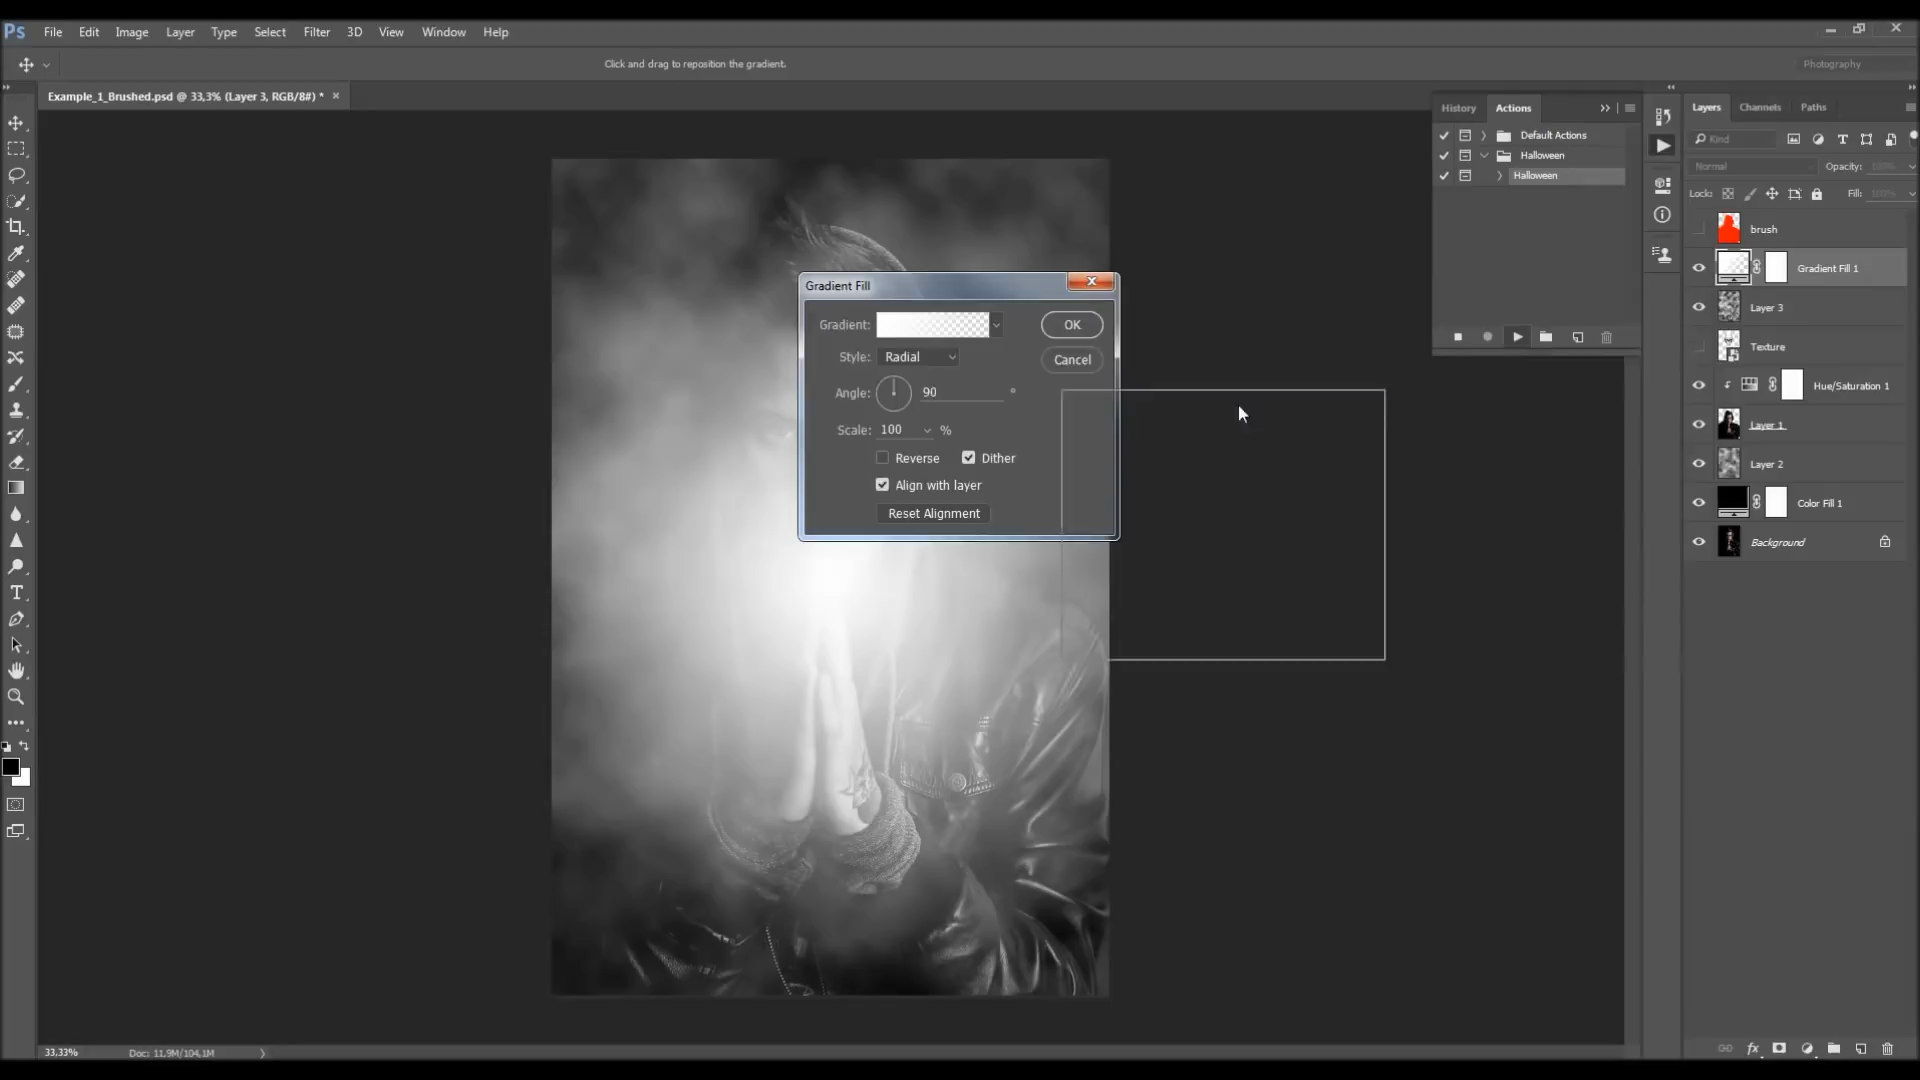 Ps File Edit Image Layer Type Select Filter 3D View Window Help
Click and drag to reposition the gradient.
Photography
Example_1_Brushed.psd @ 33,3% (Layer 3, RGB/8#) * ×
History Actions
Default Actions
Halloween
Halloween
Layers Channels Paths
Kind
Normal Opacity: 100%
Lock: Fill: 100%
brush
Gradient Fill 1
Layer 3
Texture
Hue/Saturation 1
Layer 1
Layer 2
Color Fill 1
Background
Gradient Fill
Gradient: OK
Style: Radial Cancel
Angle: 90 °
Scale: 100 %
Reverse Dither
Align with layer
Reset Alignment
33,33% Doc: 11,9M/104,1M
fx